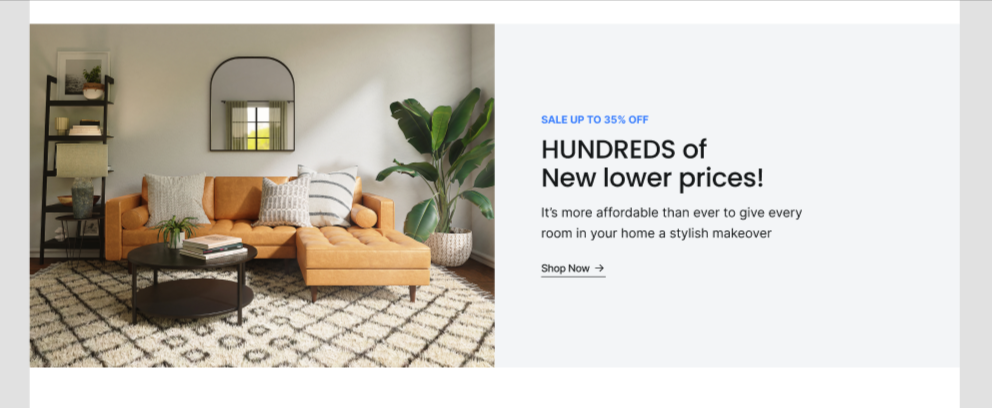 SALE UP TO 35% OFF
HUNDREDS of
New lower prices!
It's more affordable than ever to give every
room in your home a stylish makeover
Shop Now →